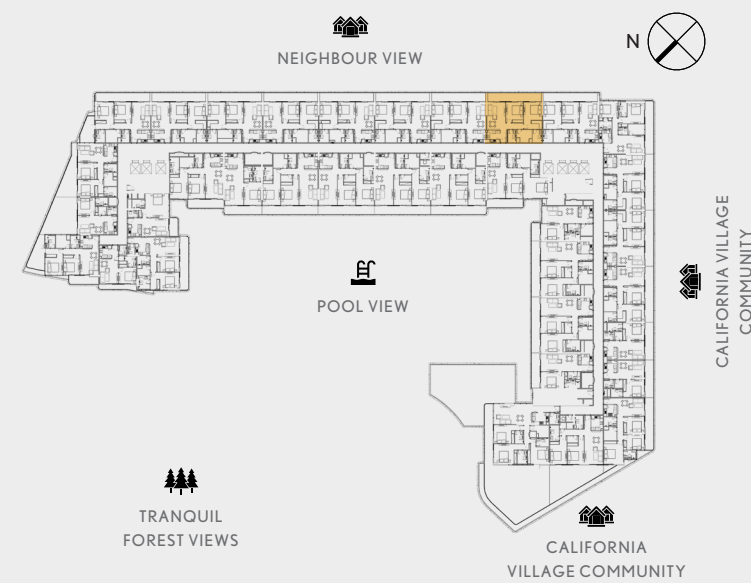 NEIGHBOUR VIEW
N
CALIFORNIA VILLAGE
COMMUNITY
POOL VIEW
TRANQUIL
FOREST VIEWS
CALIFORNIA
VILLAGE COMMUNITY